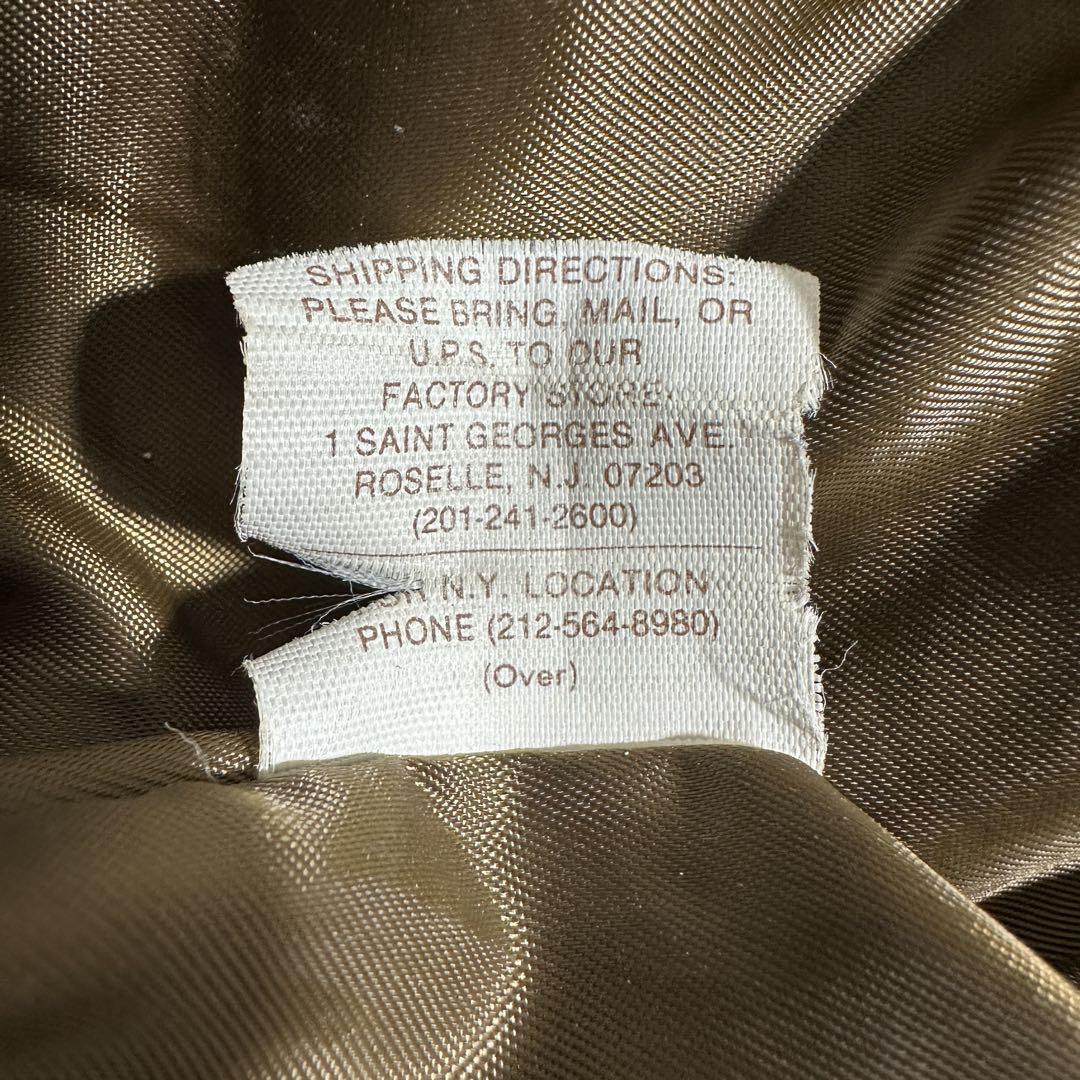 SHIPPING DIRECTIONS:
PLEASE BRING, MAIL, OR
U.P.S. TO OUR
FACTORY STORE,
1 SAINT GEORGES AVE.
ROSELLE, N.J. 07203
(201-241-2600)
N.Y. LOCATION
PHONE (212-564-8980)
(Over)